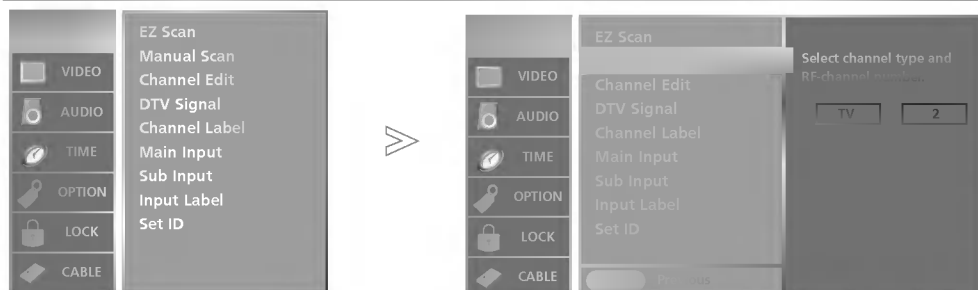 EZ Scan
Manual Scan
Channel Edit
DTV Signal
Channel Label
Main Input
Sub Input
Input Label
Set ID
VIDEO
AUDIO
TIME
OPTION
LOCK
CABLE
EZ Scan
Channel Edit
DTV Signal
Channel Label
Main Input
Sub Input
Input Label
Set ID
Previous
VIDEO
AUDIO
TIME
OPTION
LOCK
CABLE
Select channel type and
RF-channel number.
TV 2